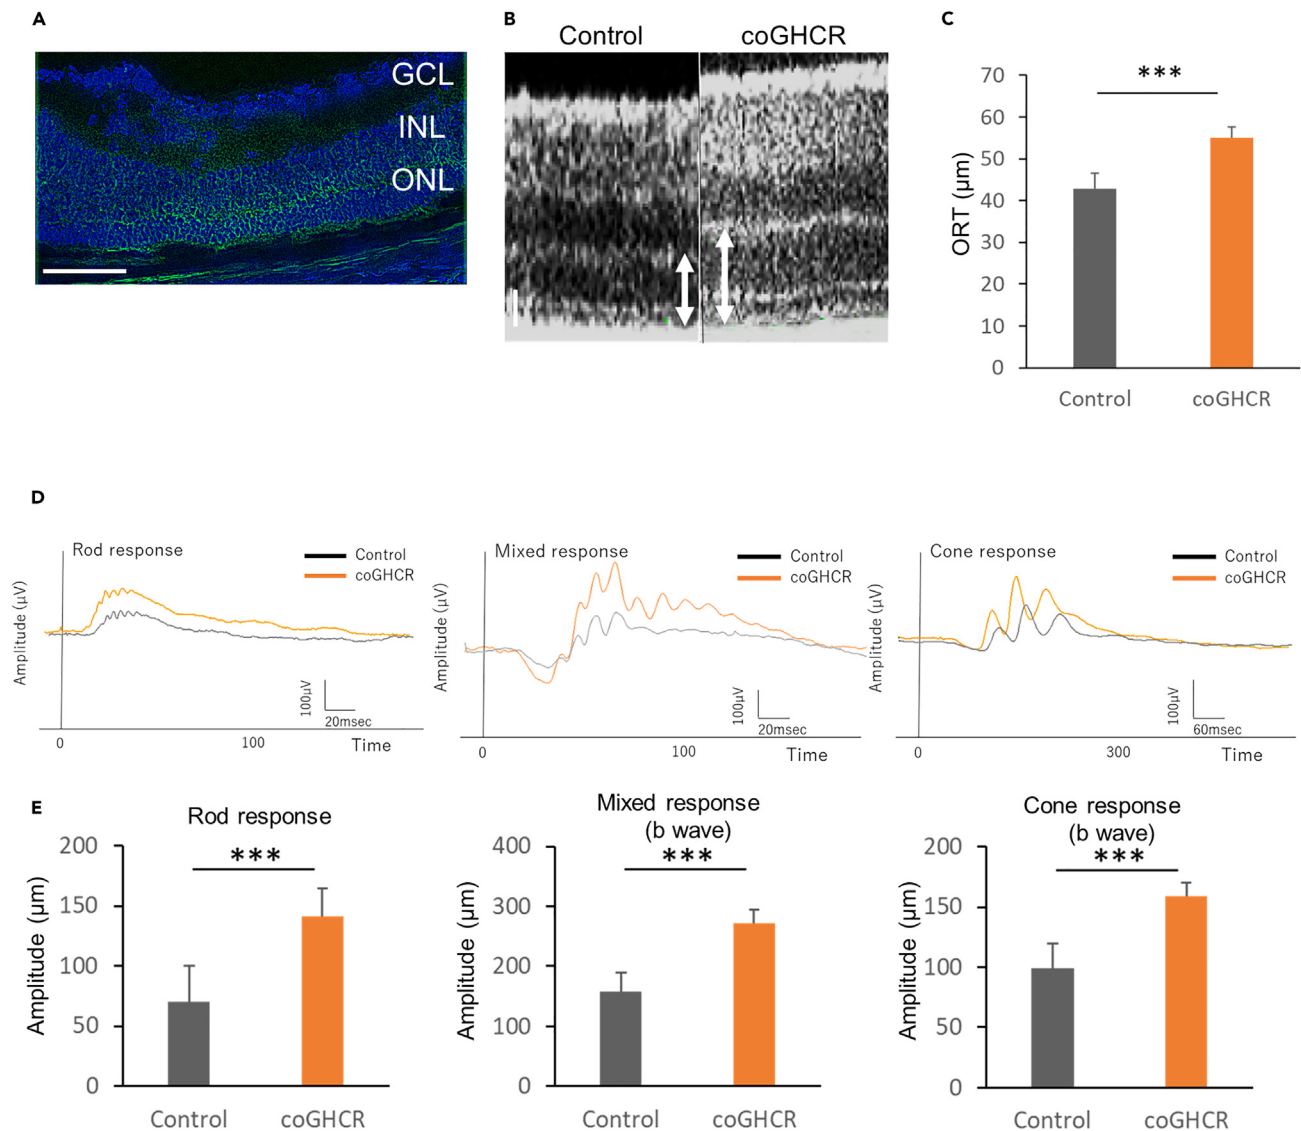 A
GCL
INL
ONL
B
Control
coGHCR
C
***
70
60
50
40
30
20
10
0
ORT (μm)
Control
coGHCR
D
Rod response
Control
coGHCR
Amplitude (μV)
100μV
20msec
0
100
Time
Mixed response
Control
coGHCR
Amplitude (μV)
100μV
20msec
0
100
Time
Cone response
Control
coGHCR
Amplitude (μV)
100μV
60msec
0
300
Time
E
Rod response
***
200
150
100
50
0
Amplitude (μm)
Control
coGHCR
Mixed response
(b wave)
***
400
300
200
100
0
Amplitude (μm)
Control
coGHCR
Cone response
(b wave)
***
200
150
100
50
0
Amplitude (μm)
Control
coGHCR